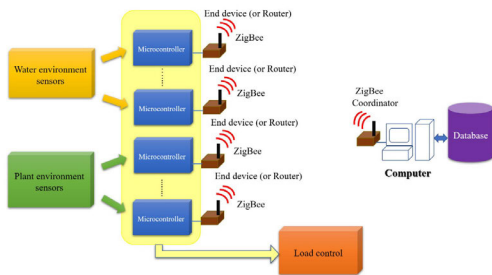 End device (or Router)
Microcontroller
ZigBee
Water environment
sensors
End device (or Router)
Microcontroller
ZigBee
End device (or Router)
Microcontroller
ZigBee
Plant environment
sensors
End device (or Router)
Microcontroller
ZigBee
ZigBee
Coordinator
Database
Computer
Load control